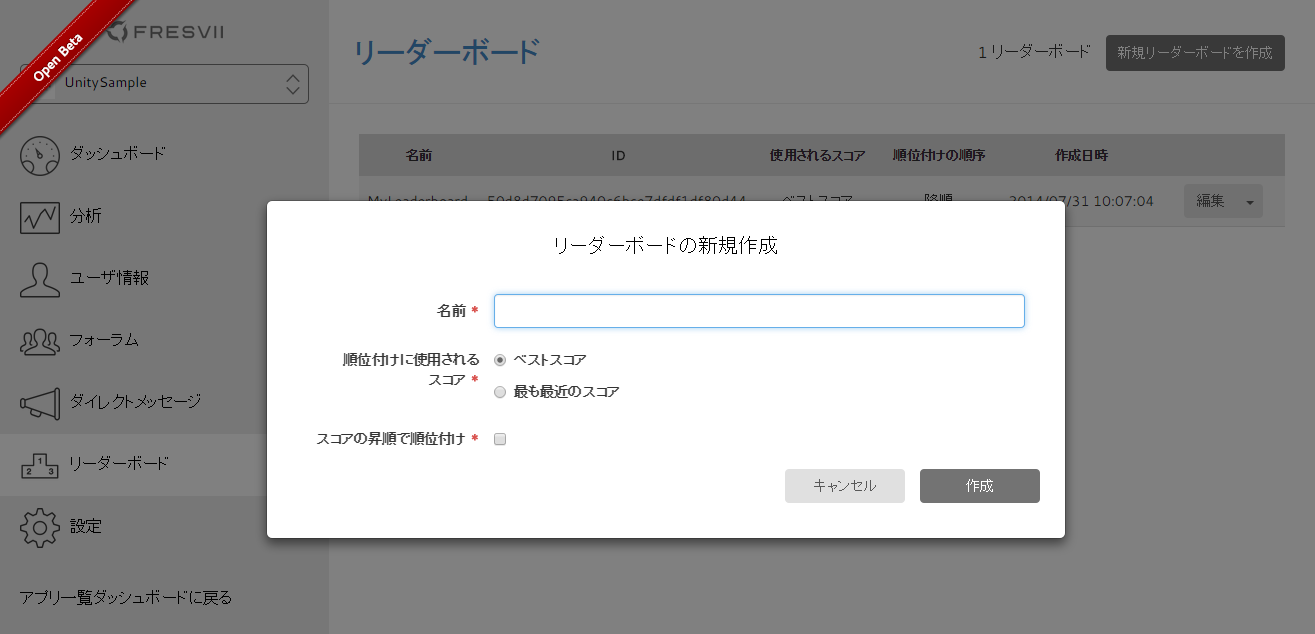 Open Beta
FRESVII
UnitySample
ダッシュボード
分析
ユーザ情報
フォーラム
ダイレクトメッセージ
リーダーボード
設定
アプリ一覧ダッシュボードに戻る
リーダーボード
1 リーダーボード
新規リーダーボードを作成
名前 ID 使用されるスコア 順位付けの順序 作成日時
MyLeaderboard ベストスコア 降順 2014/07/31 10:07:04 編集
リーダーボードの新規作成
名前 *
順位付けに使用される
スコア *
ベストスコア
最も最近のスコア
スコアの昇順で順位付け *
キャンセル
作成
2 1 3